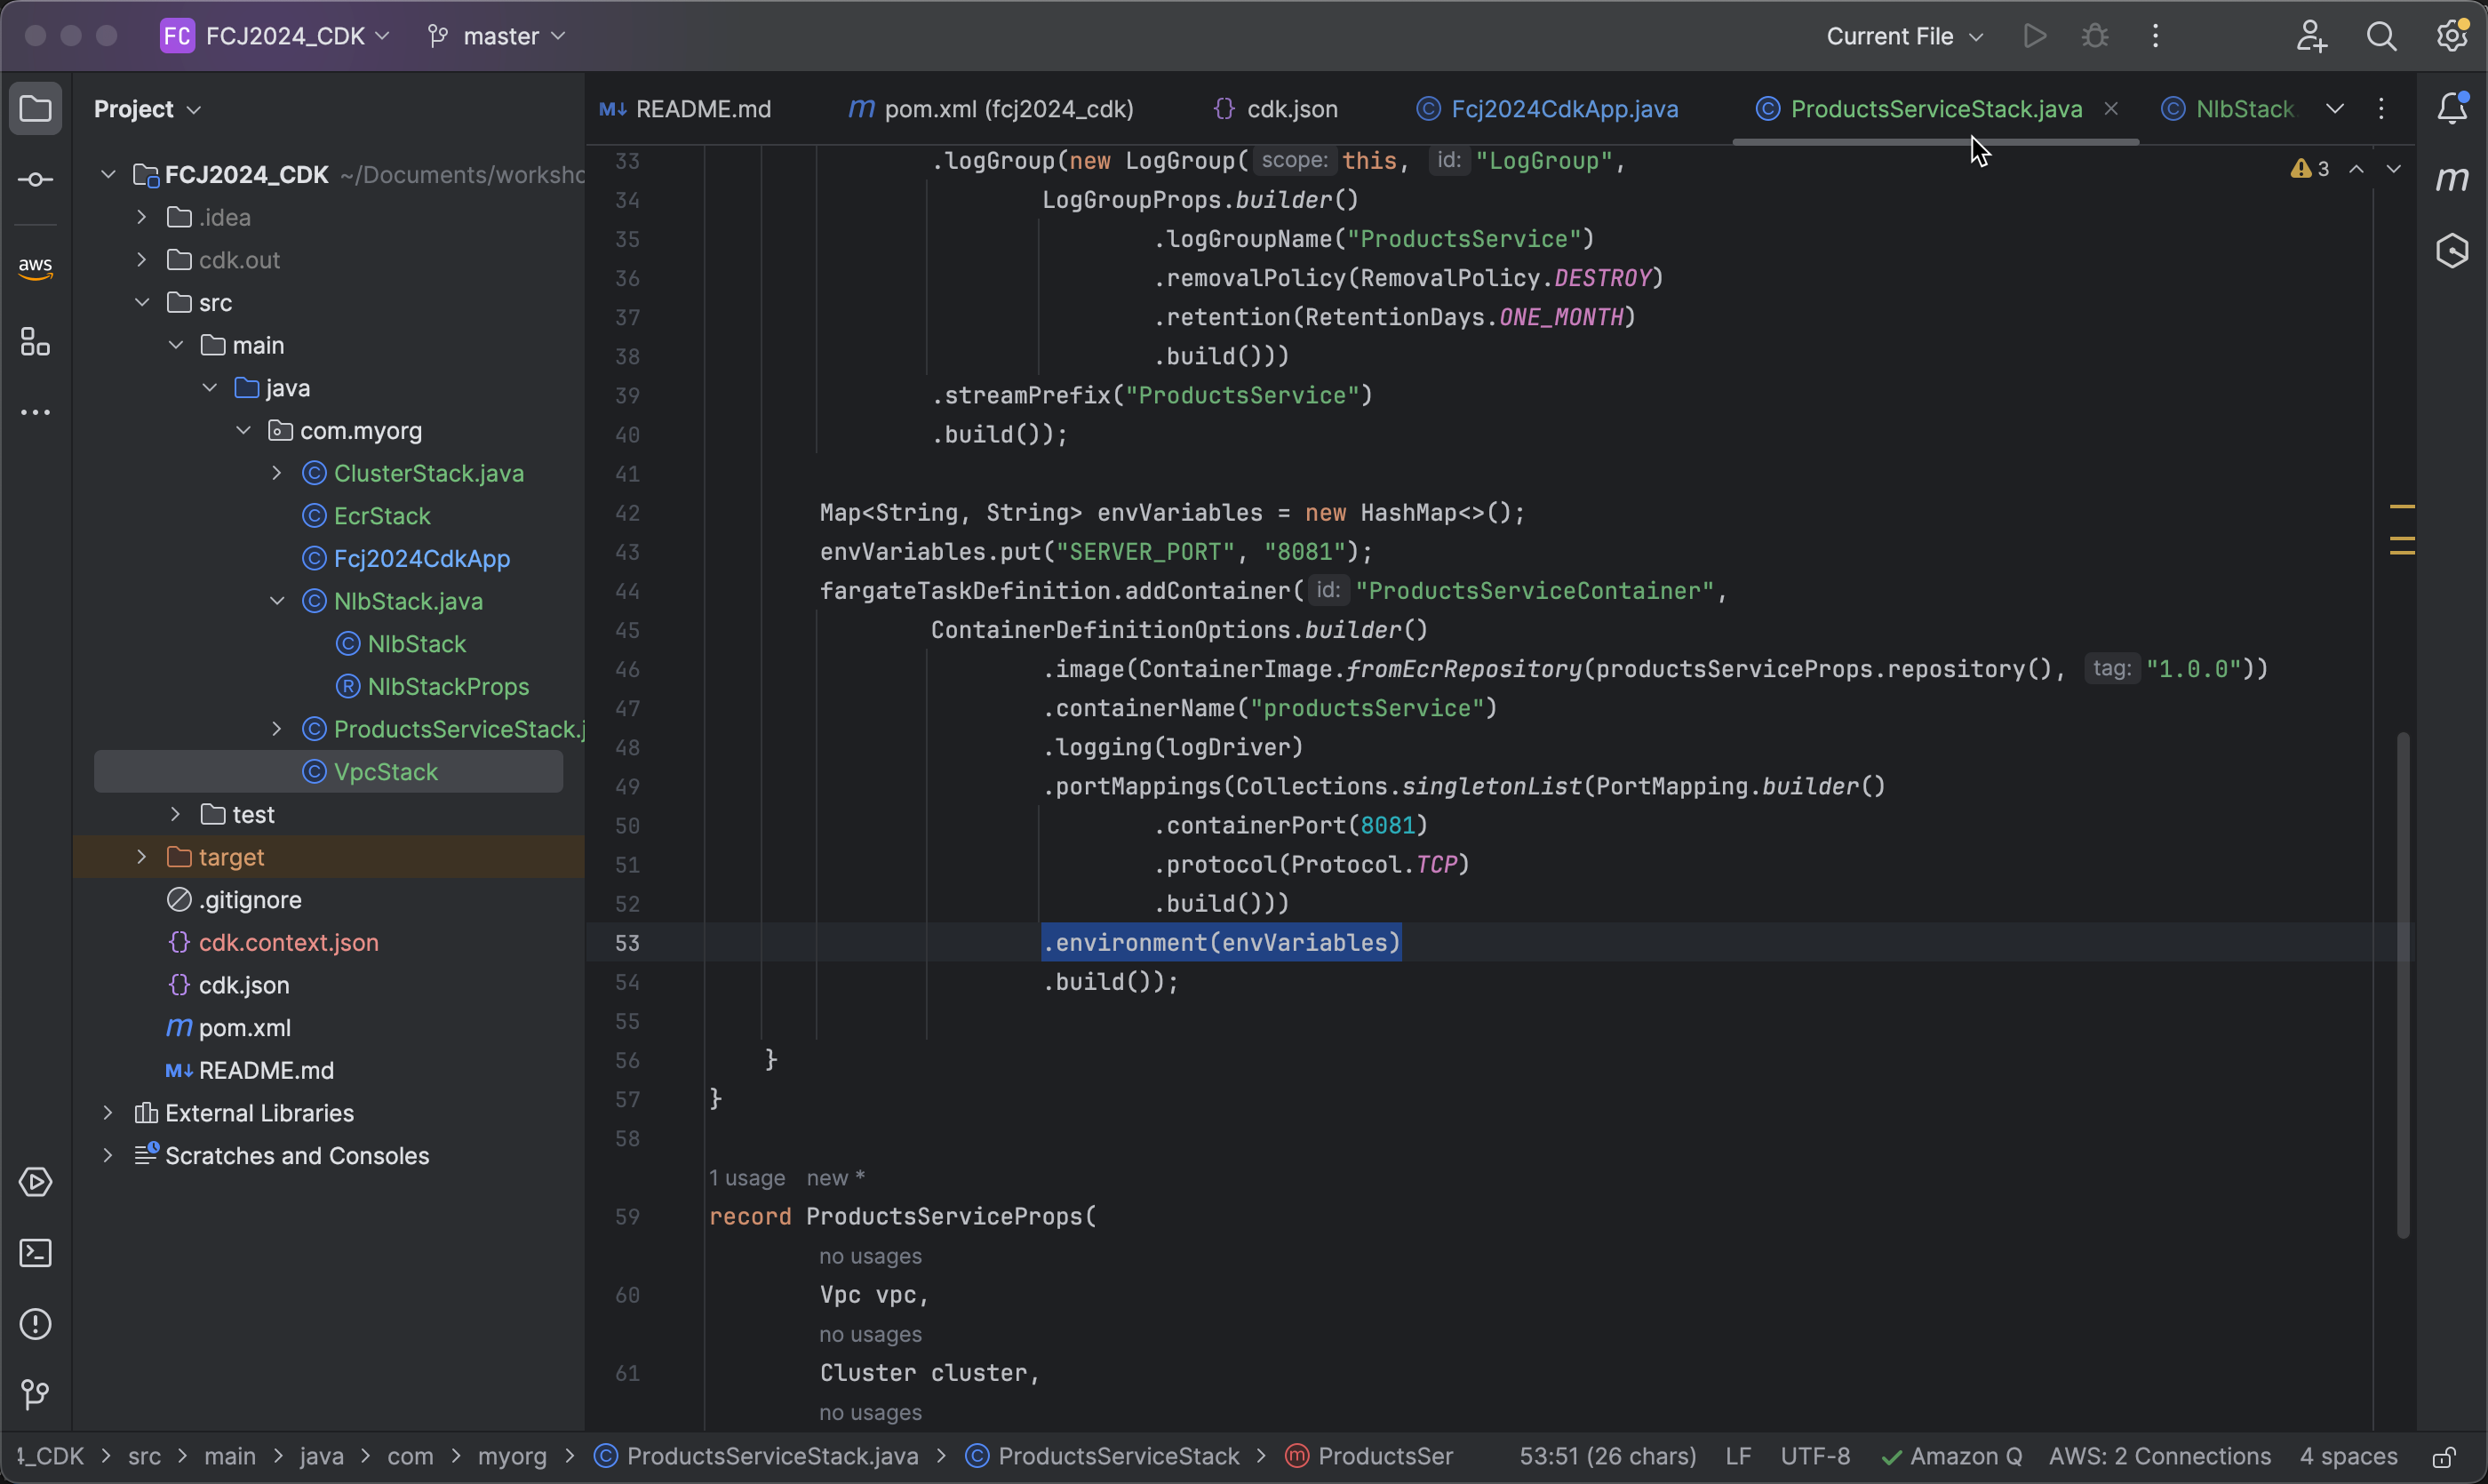 FC FCJ2024_CDK master Current File
Project
FCJ2024_CDK ~/Documents/worksho
.idea
cdk.out
aws
src
main
java
com.myorg
ClusterStack.java
EcrStack
Fcj2024CdkApp
NlbStack.java
NlbStack
NlbStackProps
ProductsServiceStack.j
VpcStack
test
target
.gitignore
cdk.context.json
cdk.json
pom.xml
README.md
External Libraries
Scratches and Consoles
README.md pom.xml (fcj2024_cdk) cdk.json Fcj2024CdkApp.java ProductsServiceStack.java NlbStack
3
33 .logGroup(new LogGroup( scope: this, id: "LogGroup",
34 LogGroupProps.builder()
35 .logGroupName("ProductsService")
36 .removalPolicy(RemovalPolicy.DESTROY)
37 .retention(RetentionDays.ONE_MONTH)
38 .build()))
39 .streamPrefix("ProductsService")
40 .build());
41
42 Map<String, String> envVariables = new HashMap<>();
43 envVariables.put("SERVER_PORT", "8081");
44 fargateTaskDefinition.addContainer( id: "ProductsServiceContainer",
45 ContainerDefinitionOptions.builder()
46 .image(ContainerImage.fromEcrRepository(productsServiceProps.repository(), tag: "1.0.0"))
47 .containerName("productsService")
48 .logging(logDriver)
49 .portMappings(Collections.singletonList(PortMapping.builder()
50 .containerPort(8081)
51 .protocol(Protocol.TCP)
52 .build()))
53 .environment(envVariables)
54 .build());
55
56 }
57 }
58
1 usage new *
59 record ProductsServiceProps(
no usages
60 Vpc vpc,
no usages
61 Cluster cluster,
no usages
4_CDK > src > main > java > com > myorg > ProductsServiceStack.java > ProductsServiceStack > ProductsSer 53:51 (26 chars) LF UTF-8 Amazon Q AWS: 2 Connections 4 spaces